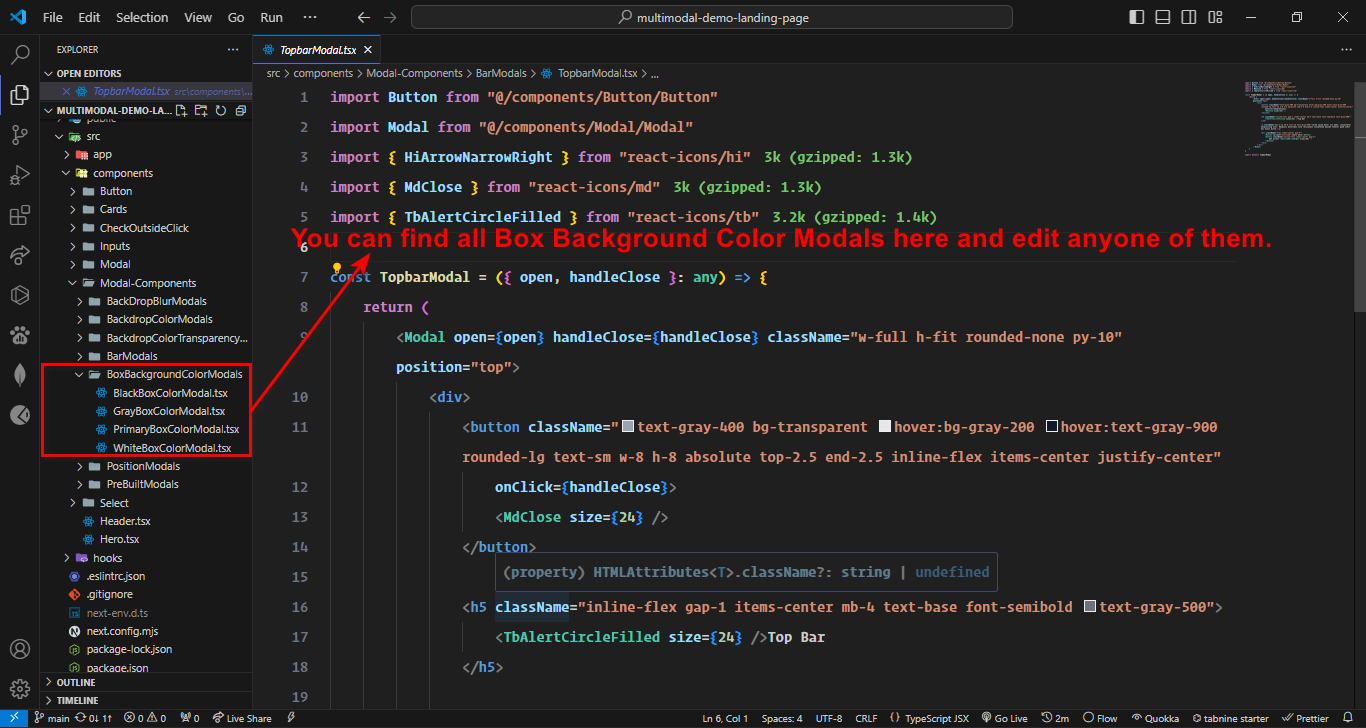 File Edit Selection View Go Run ··· multimodal-demo-landing-page
EXPLORER ···
OPEN EDITORS
TopbarModal.tsx src\components\...
MULTIMODAL-DEMO-LA...
public
src
app
components
Button
Cards
CheckOutsideClick
Inputs
Modal
Modal-Components
BackDropBlurModals
BackdropColorModals
BackdropColorTransparency...
BarModals
BoxBackgroundColorModals
BlackBoxColorModal.tsx
GrayBoxColorModal.tsx
PrimaryBoxColorModal.tsx
WhiteBoxColorModal.tsx
PositionModals
PreBuiltModals
Select
Header.tsx
Hero.tsx
hooks
.eslintrc.json
.gitignore
next-env.d.ts
next.config.mjs
package-lock.json
package.json
OUTLINE
TIMELINE
TopbarModal.tsx
src > components > Modal-Components > BarModals > TopbarModal.tsx > ...
1 import Button from "@/components/Button/Button"
2 import Modal from "@/components/Modal/Modal"
3 import { HiArrowNarrowRight } from "react-icons/hi" 3k (gzipped: 1.3k)
4 import { MdClose } from "react-icons/md" 3k (gzipped: 1.3k)
5 import { TbAlertCircleFilled } from "react-icons/tb" 3.2k (gzipped: 1.4k)
You can find all Box Background Color Modals here and edit anyone of them.
6
7 const TopbarModal = ({ open, handleClose }: any) => {
8 return (
9 <Modal open={open} handleClose={handleClose} className="w-full h-fit rounded-none py-10"
position="top">
10 <div>
11 <button className="text-gray-400 bg-transparent hover:bg-gray-200 hover:text-gray-900
rounded-lg text-sm w-8 h-8 absolute top-2.5 end-2.5 inline-flex items-center justify-center"
12 onClick={handleClose}>
13 <MdClose size={24} />
14 </button>
15 (property) HTMLAttributes<T>.className?: string | undefined
16 <h5 className="inline-flex gap-1 items-center mb-4 text-base font-semibold text-gray-500">
17 <TbAlertCircleFilled size={24} />Top Bar
18 </h5>
19
main 0↓ 1↑ 0 0 0 Live Share Ln 6, Col 1 Spaces: 4 UTF-8 CRLF {} TypeScript JSX Go Live 2m Flow Quokka tabnine starter Prettier